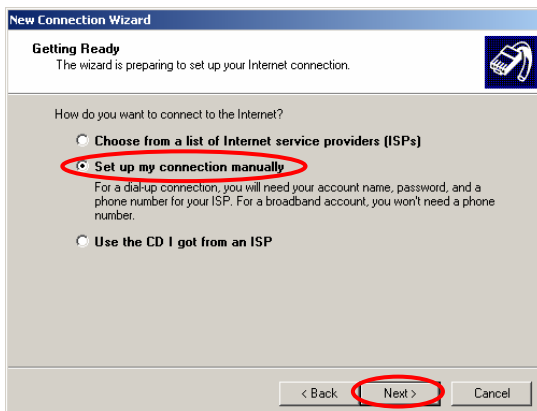 New Connection Wizard
Getting Ready
The wizard is preparing to set up your Internet connection.
How do you want to connect to the Internet?
Choose from a list of Internet service providers (ISPs)
Set up my connection manually
For a dial-up connection, you will need your account name, password, and a
phone number for your ISP. For a broadband account, you won't need a phone
number.
Use the CD I got from an ISP
< Back Next > Cancel